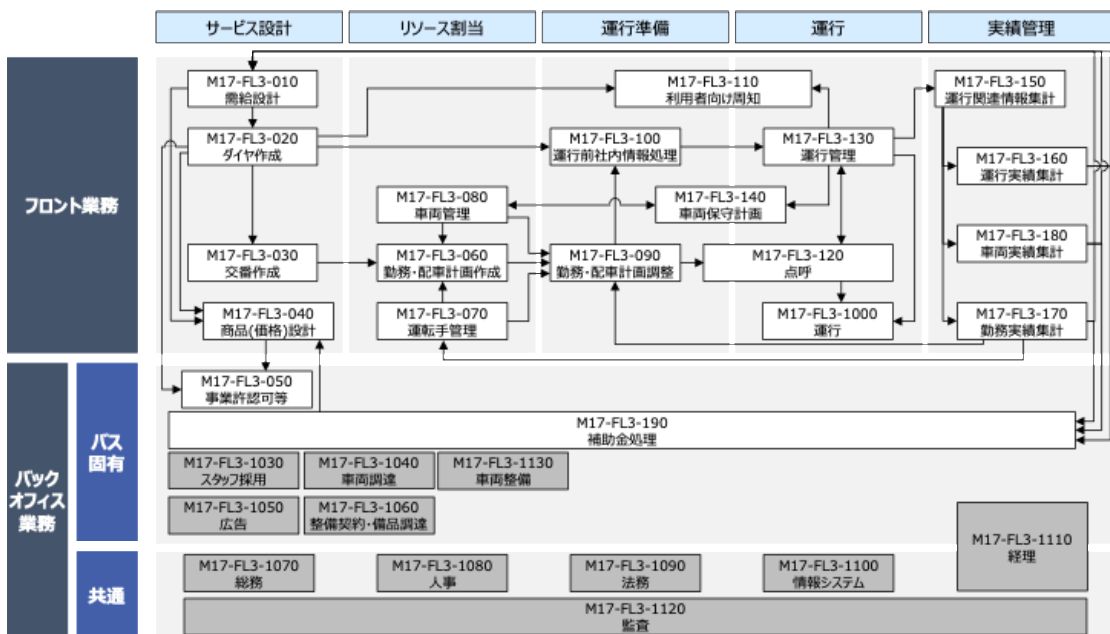 サービス設計
リソース割当
運行準備
運行
実績管理
フロント業務
M17-FL3-010
需給設計
M17-FL3-110
利用者向け周知
M17-FL3-150
運行関連情報集計
M17-FL3-020
ダイヤ作成
M17-FL3-100
運行前社内情報処理
M17-FL3-130
運行管理
M17-FL3-160
運行実績集計
M17-FL3-080
車両管理
M17-FL3-140
車両保守計画
M17-FL3-180
車両実績集計
M17-FL3-030
交番作成
M17-FL3-060
勤務・配車計画作成
M17-FL3-090
勤務・配車計画調整
M17-FL3-120
点呼
M17-FL3-040
商品(価格)設計
M17-FL3-070
運転手管理
M17-FL3-1000
運行
M17-FL3-170
勤務実績集計
バック
オフィス
業務
バス
固有
M17-FL3-050
事業許認可等
M17-FL3-190
補助金処理
M17-FL3-1030
スタッフ採用
M17-FL3-1040
車両調達
M17-FL3-1130
車両整備
M17-FL3-1050
広告
M17-FL3-1060
整備契約・備品調達
M17-FL3-1110
経理
共通
M17-FL3-1070
総務
M17-FL3-1080
人事
M17-FL3-1090
法務
M17-FL3-1100
情報システム
M17-FL3-1120
監査